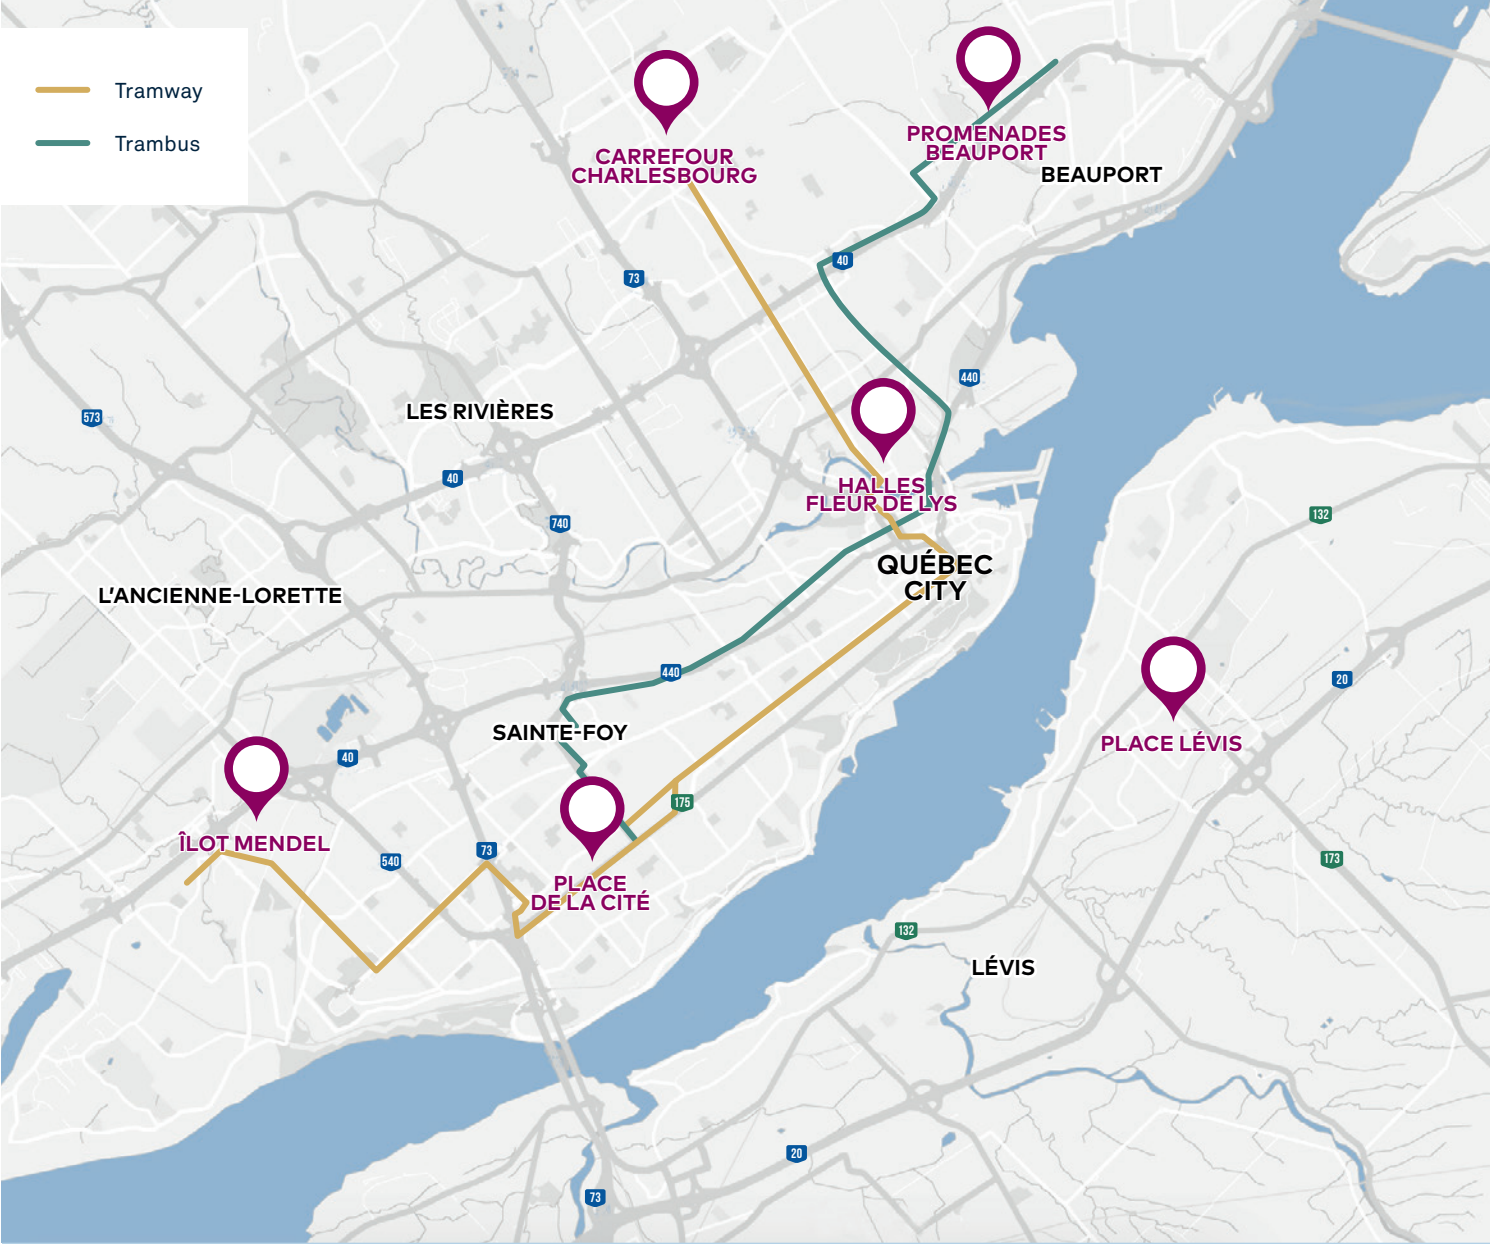 Tramway
Trambus
CARREFOUR
CHARLESBOURG
PROMENADES
BEAUPORT
BEAUPORT
40
73
440
573
LES RIVIÈRES
40
740
HALLES
FLEUR DE LYS
132
QUÉBEC
CITY
L'ANCIENNE-LORETTE
440
20
SAINTE-FOY
PLACE LÉVIS
40
175
ÎLOT MENDEL
540
73
173
PLACE
DE LA CITÉ
132
LÉVIS
20
73